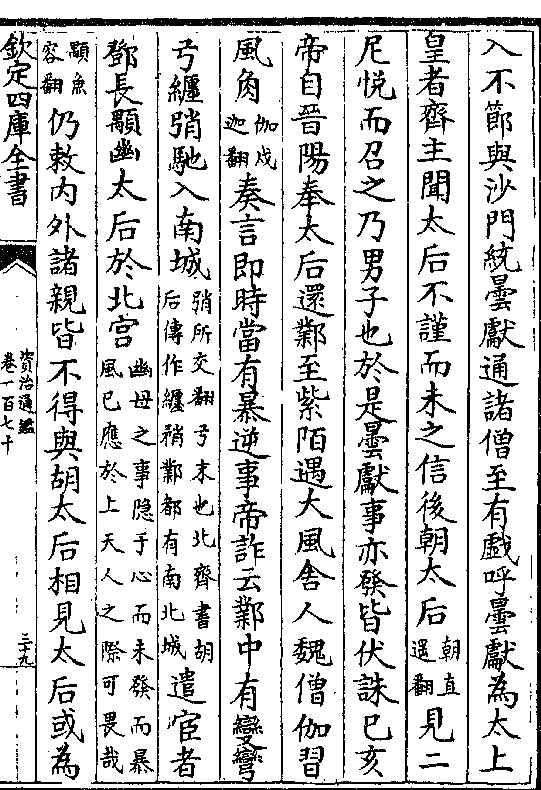 入不節與沙門統曇獻通諸僧至有戲呼曇獻為太上
皇者齊主聞太后不謹而未之信後朝太后朝直遥翻見二
尼悅而召之乃男子也於是曇獻事亦發皆伏誅己亥
帝自晉陽奉太后還鄴至紫陌遇大風舍人魏僧伽習
風角伽戍迦翻奏言即時當有暴逆事帝詐云鄴中有變彎
弓纏弰馳入南城弰所交翻弓末也北齊書胡后傳作纏矟鄴都有南北城遣宦者
鄧長顒幽太后於北宮幽母之事隐于心而未發而暴風已應於上天人之際可畏哉
顒魚容翻仍敕内外諸親皆不得與胡太后相見太后或為
欽定四庫全書
資治通鑑
卷一百七十
三十九